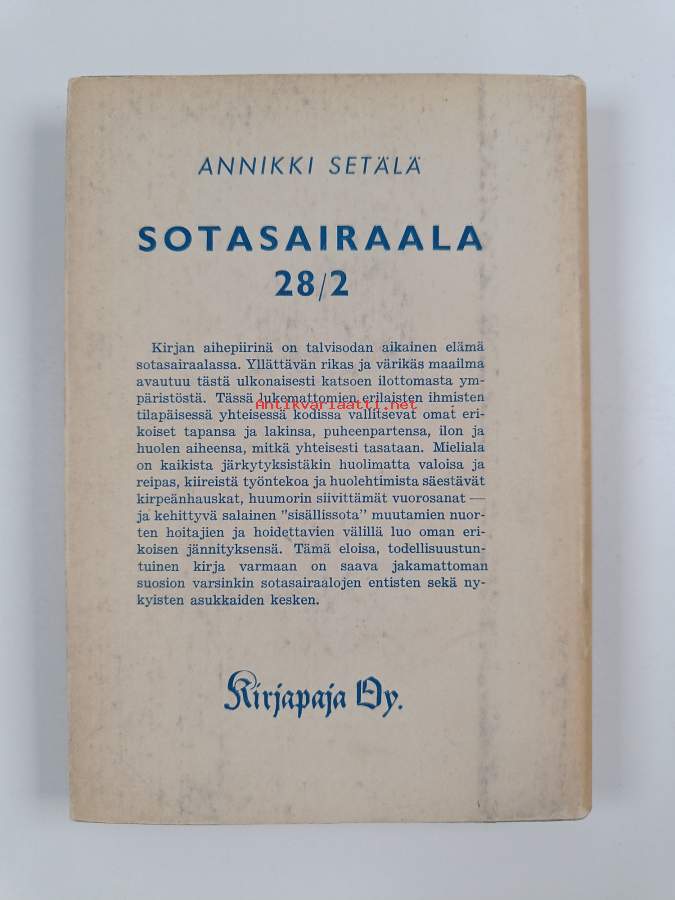 ANNIKKI SETÄLÄ
SOTASAIRAALA
28/2
Kirjan aihepiirinä on talvisodan aikainen elämä
sotasairaalassa. Yllättävän rikas ja värikäs maailma
avautuu tästä ulkonaisesti katsoen ilottomasta ym-
päristöstä. Tässä lukemattomien erilaisten ihmisten
Antikvariaatti.net
tilapäisessä yhteisessä kodissa vallitsevat omat eri-
koiset tapansa ja lakinsa, puheenpartensa, ilon ja
huolen aiheensa, mitkä yhteisesti tasataan. Mieliala
on kaikista järkytyksistäkin huolimatta valoisa ja
reipas, kiireistä työntekoa ja huolehtimista säestävät
kirpeänhauskat, huumorin siivittämät vuorosanat —
ja kehittyvä salainen "sisällissota" muutamien nuor-
ten hoitajien ja hoidettavien välillä luo oman eri-
koisen jännityksensä. Tämä eloisa, todellisuustun-
tuinen kirja varmaan on saava jakamattoman
suosion varsinkin sotasairaalojen entisten sekä ny-
kyisten asukkaiden kesken.
Kirjapaja Oy.